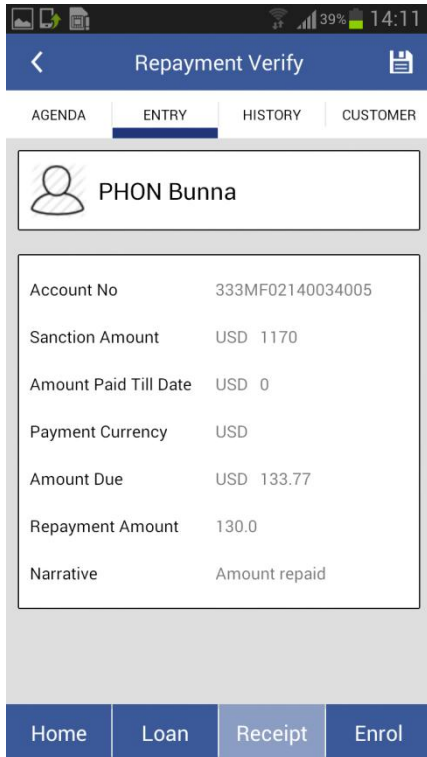 39% 14:11
Repayment Verify
AGENDA ENTRY HISTORY CUSTOMER
PHON Bunna
Account No 333MF02140034005
Sanction Amount USD 1170
Amount Paid Till Date USD 0
Payment Currency USD
Amount Due USD 133.77
Repayment Amount 130.0
Narrative Amount repaid
Home Loan Receipt Enrol